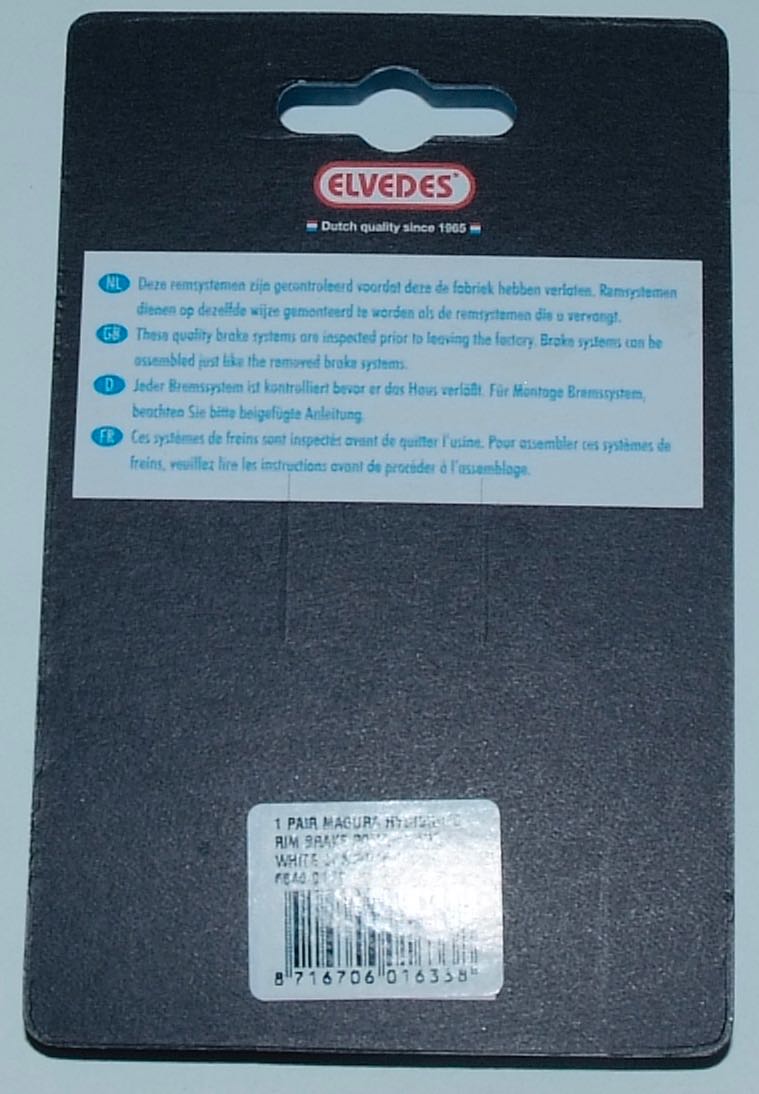 ELVEDES®
Dutch quality since 1965
NL Deze remsystemen zijn gecontroleerd voordat deze de fabriek hebben verlaten. Remsystemen
dienen op dezelfde wijze gemonteerd te worden als de remsystemen die u vervangt.
GB These quality brake systems are inspected prior to leaving the factory. Brake systems can be
assembled just like the removed brake systems.
D Jeder Bremssystem ist kontrolliert bevor er das Haus verläßt. Für Montage Bremssystem,
beachten Sie bitte beigefügte Anleitung.
FR Ces systèmes de freins sont inspectés avant de quitter l'usine. Pour assembler ces systèmes de
freins, veuillez lire les instructions avant de procéder à l'assemblage.
1 PAIR MAGURA
RIM BRAKE
WHITE
8 716706 016338